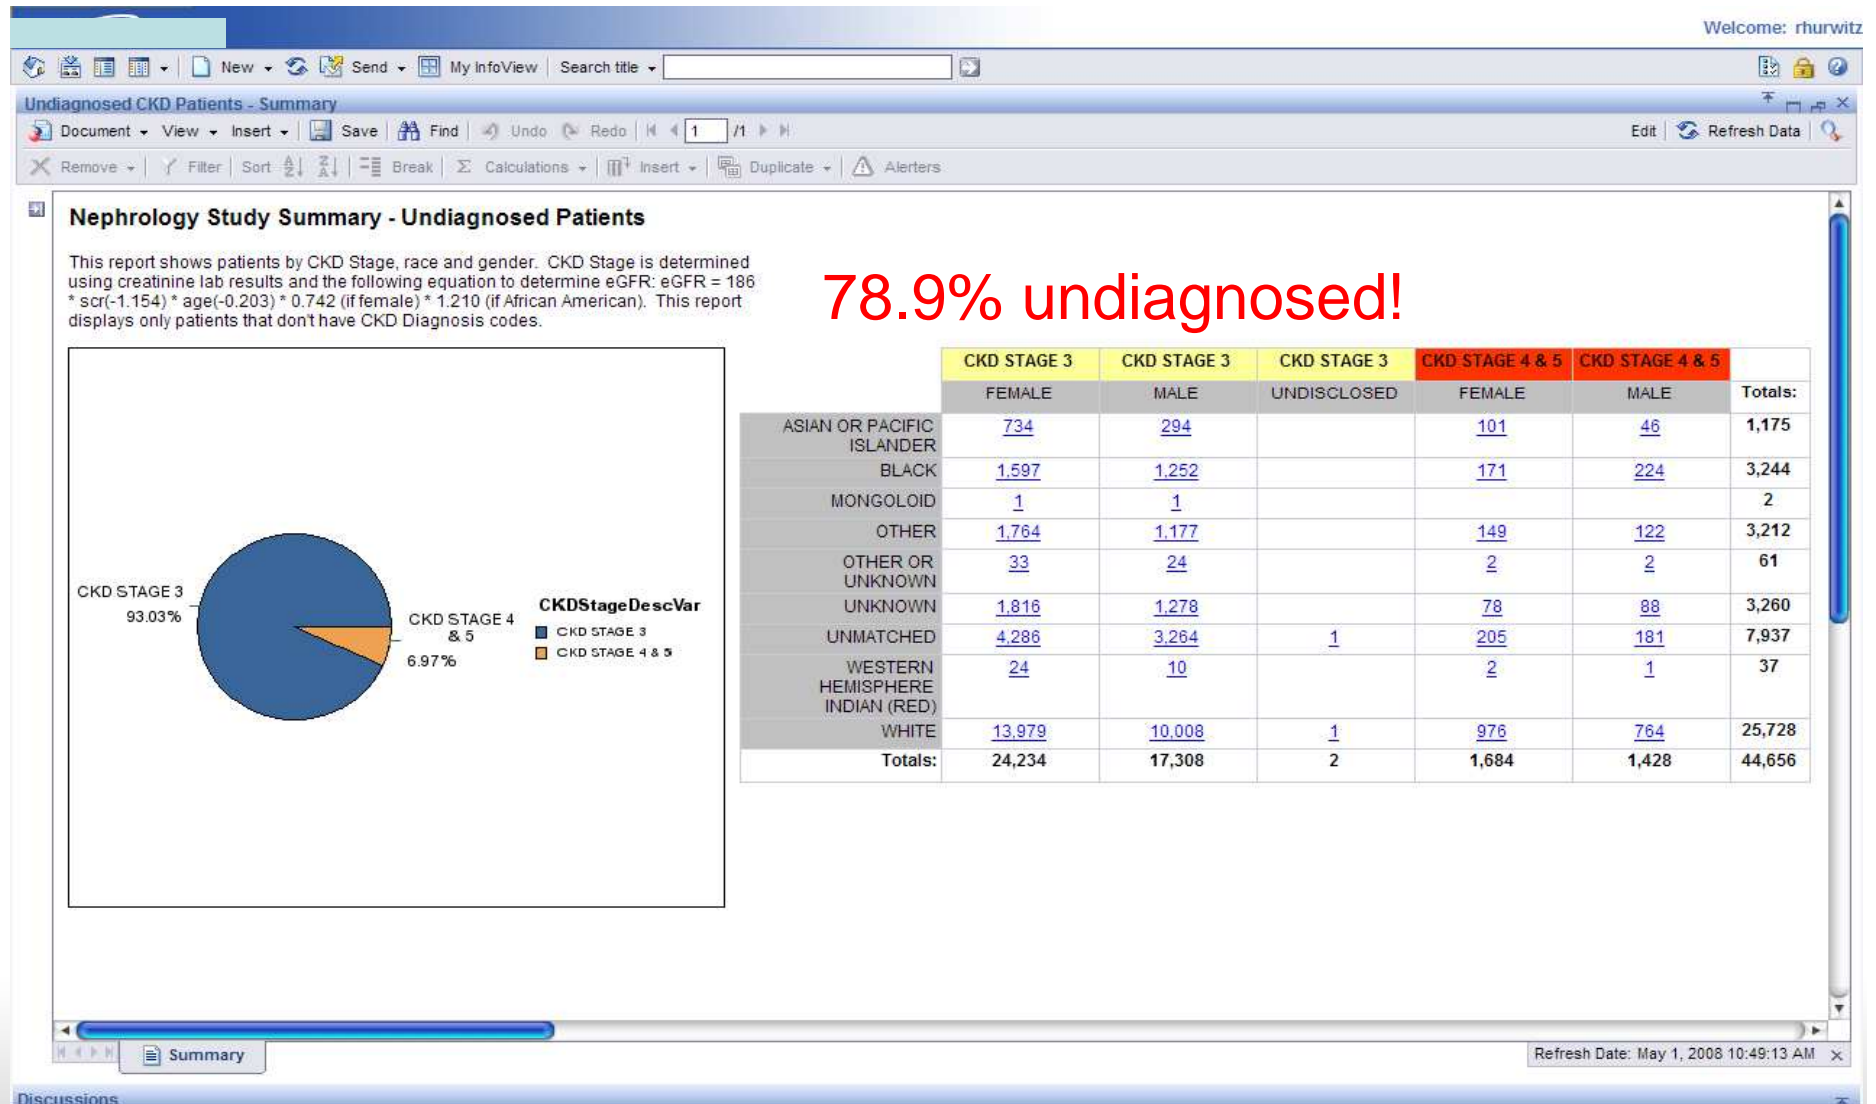 Welcome: rhurwitz
New Send My InfoView Search title
Undiagnosed CKD Patients - Summary
Document View Insert Save Find Undo Redo 1 /1 Edit Refresh Data
Remove Filter Sort Break Σ Calculations Insert Duplicate Alerters
Nephrology Study Summary - Undiagnosed Patients
This report shows patients by CKD Stage, race and gender. CKD Stage is determined
using creatinine lab results and the following equation to determine eGFR: eGFR = 186
* scr(-1.154) * age(-0.203) * 0.742 (if female) * 1.210 (if African American). This report
displays only patients that don't have CKD Diagnosis codes.
78.9% undiagnosed!
CKD STAGE 3
93.03%
CKD STAGE 4
& 5
6.97%
CKDStageDescVar
CKD STAGE 3
CKD STAGE 4 & 5
CKD STAGE 3 CKD STAGE 3 CKD STAGE 3 CKD STAGE 4 & 5 CKD STAGE 4 & 5
FEMALE MALE UNDISCLOSED FEMALE MALE Totals:
ASIAN OR PACIFIC 734 294 101 46 1,175
ISLANDER
BLACK 1,597 1,252 171 224 3,244
MONGOLOID 1 1 2
OTHER 1,764 1,177 149 122 3,212
OTHER OR 33 24 2 2 61
UNKNOWN
UNKNOWN 1,816 1,278 78 88 3,260
UNMATCHED 4,286 3,264 1 205 181 7,937
WESTERN 24 10 2 1 37
HEMISPHERE
INDIAN (RED)
WHITE 13,979 10,008 1 976 764 25,728
Totals: 24,234 17,308 2 1,684 1,428 44,656
Summary
Refresh Date: May 1, 2008 10:49:13 AM
Discussions